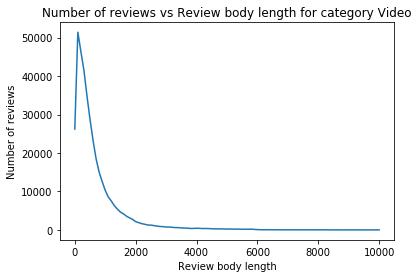 Number of reviews vs Review body length for category Video
Number of reviews
50000
40000
30000
20000
10000
0
0 2000 4000 6000 8000 10000
Review body length